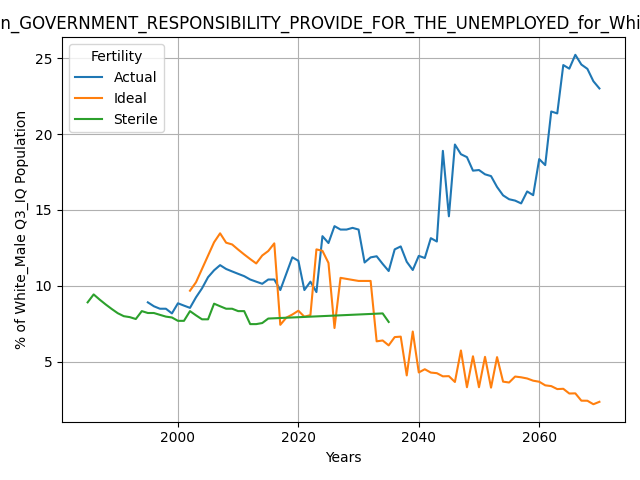 n_GOVERNMENT_RESPONSIBILITY_PROVIDE_FOR_THE_UNEMPLOYED_for_Whi
Fertility
Actual
Ideal
Sterile
25
20
15
10
5
% of White_Male Q3_IQ Population
2000
2020
2040
2060
Years